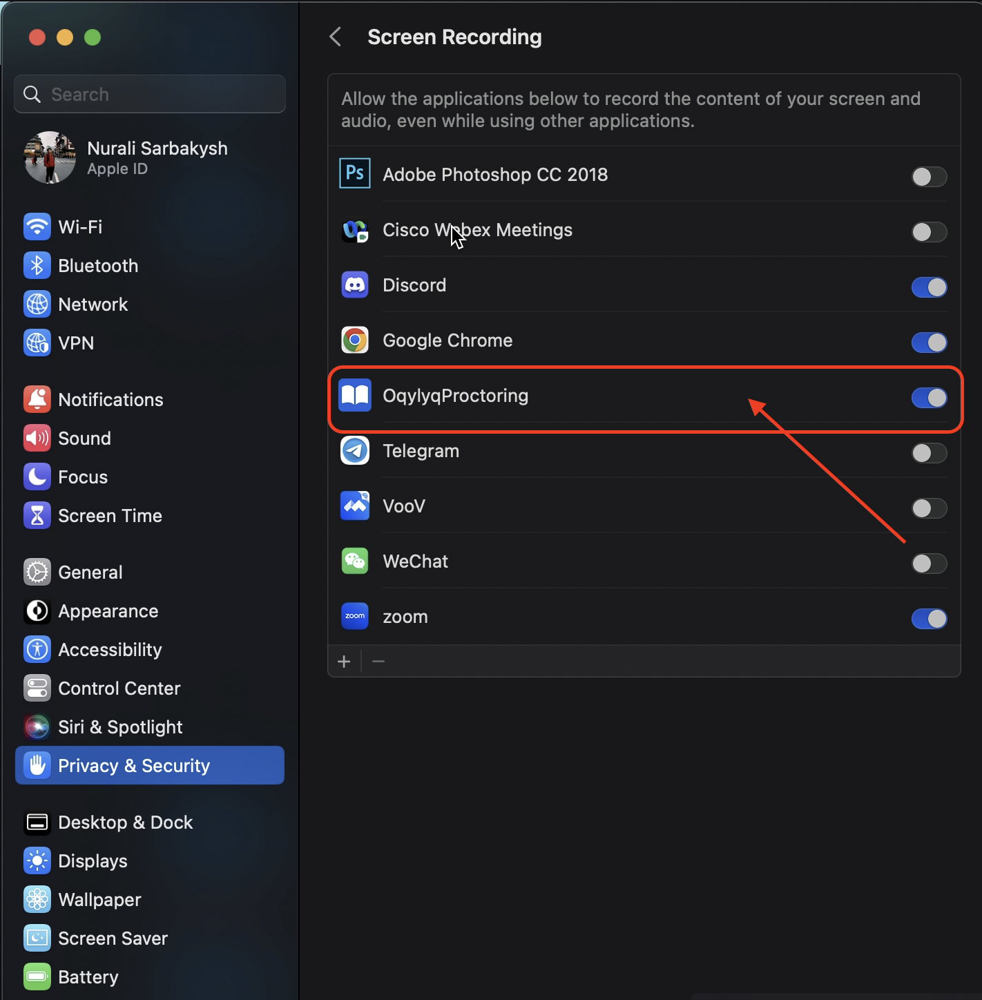 Search
Nurali Sarbakysh
Apple ID
Wi-Fi
Bluetooth
Network
VPN
Notifications
Sound
Focus
Screen Time
General
Appearance
Accessibility
Control Center
Siri & Spotlight
Privacy & Security
Desktop & Dock
Displays
Wallpaper
Screen Saver
Battery
Screen Recording
Allow the applications below to record the content of your screen and
audio, even while using other applications.
Ps
Adobe Photoshop CC 2018
Cisco Webex Meetings
Discord
Google Chrome
OqylyqProctoring
Telegram
VooV
WeChat
zoom
zoom